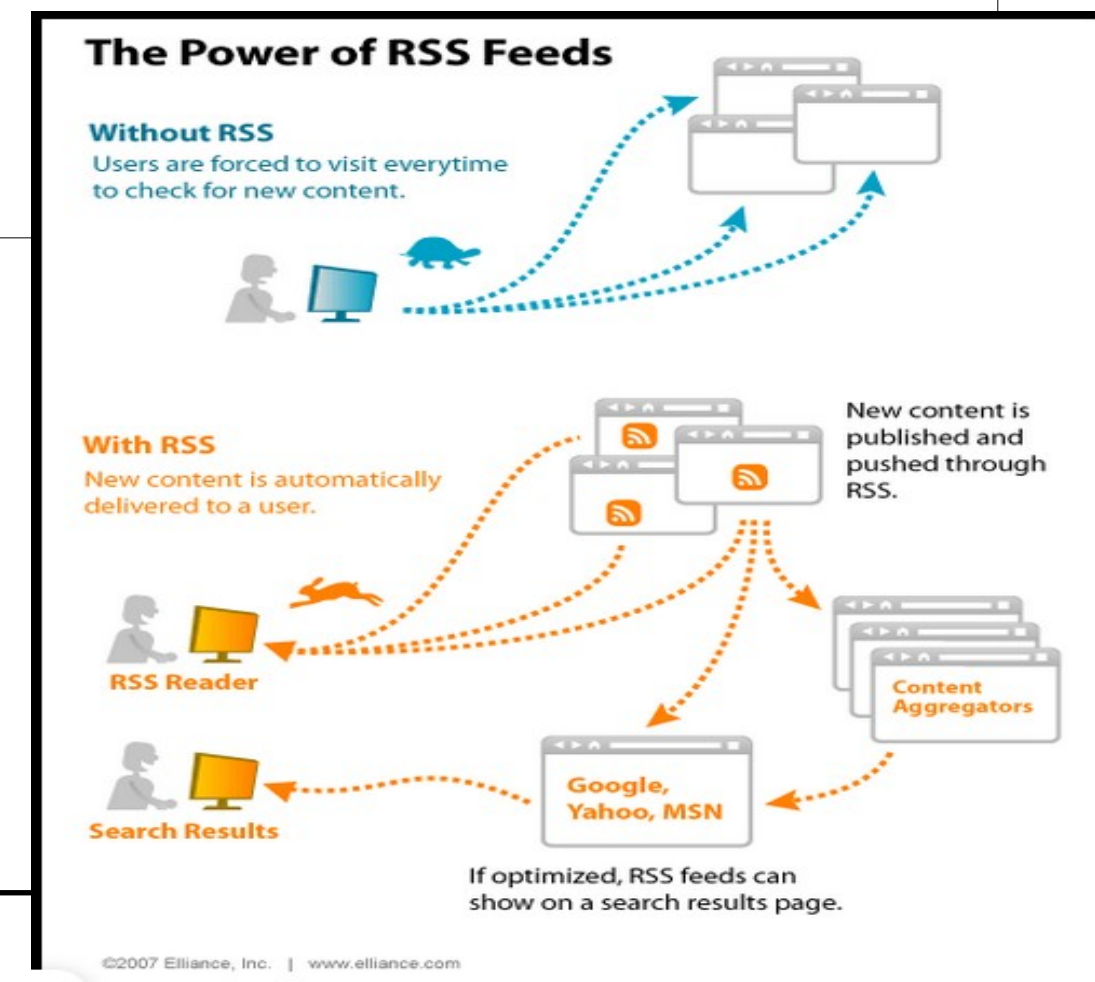 The Power of RSS Feeds
Without RSS
Users are forced to visit everytime
to check for new content.
With RSS
New content is automatically
delivered to a user.
New content is
published and
pushed through
RSS.
RSS Reader
Content
Aggregators
Google,
Yahoo, MSN
Search Results
If optimized, RSS feeds can
show on a search results page.
©2007 Elliance, Inc. | www.elliance.com